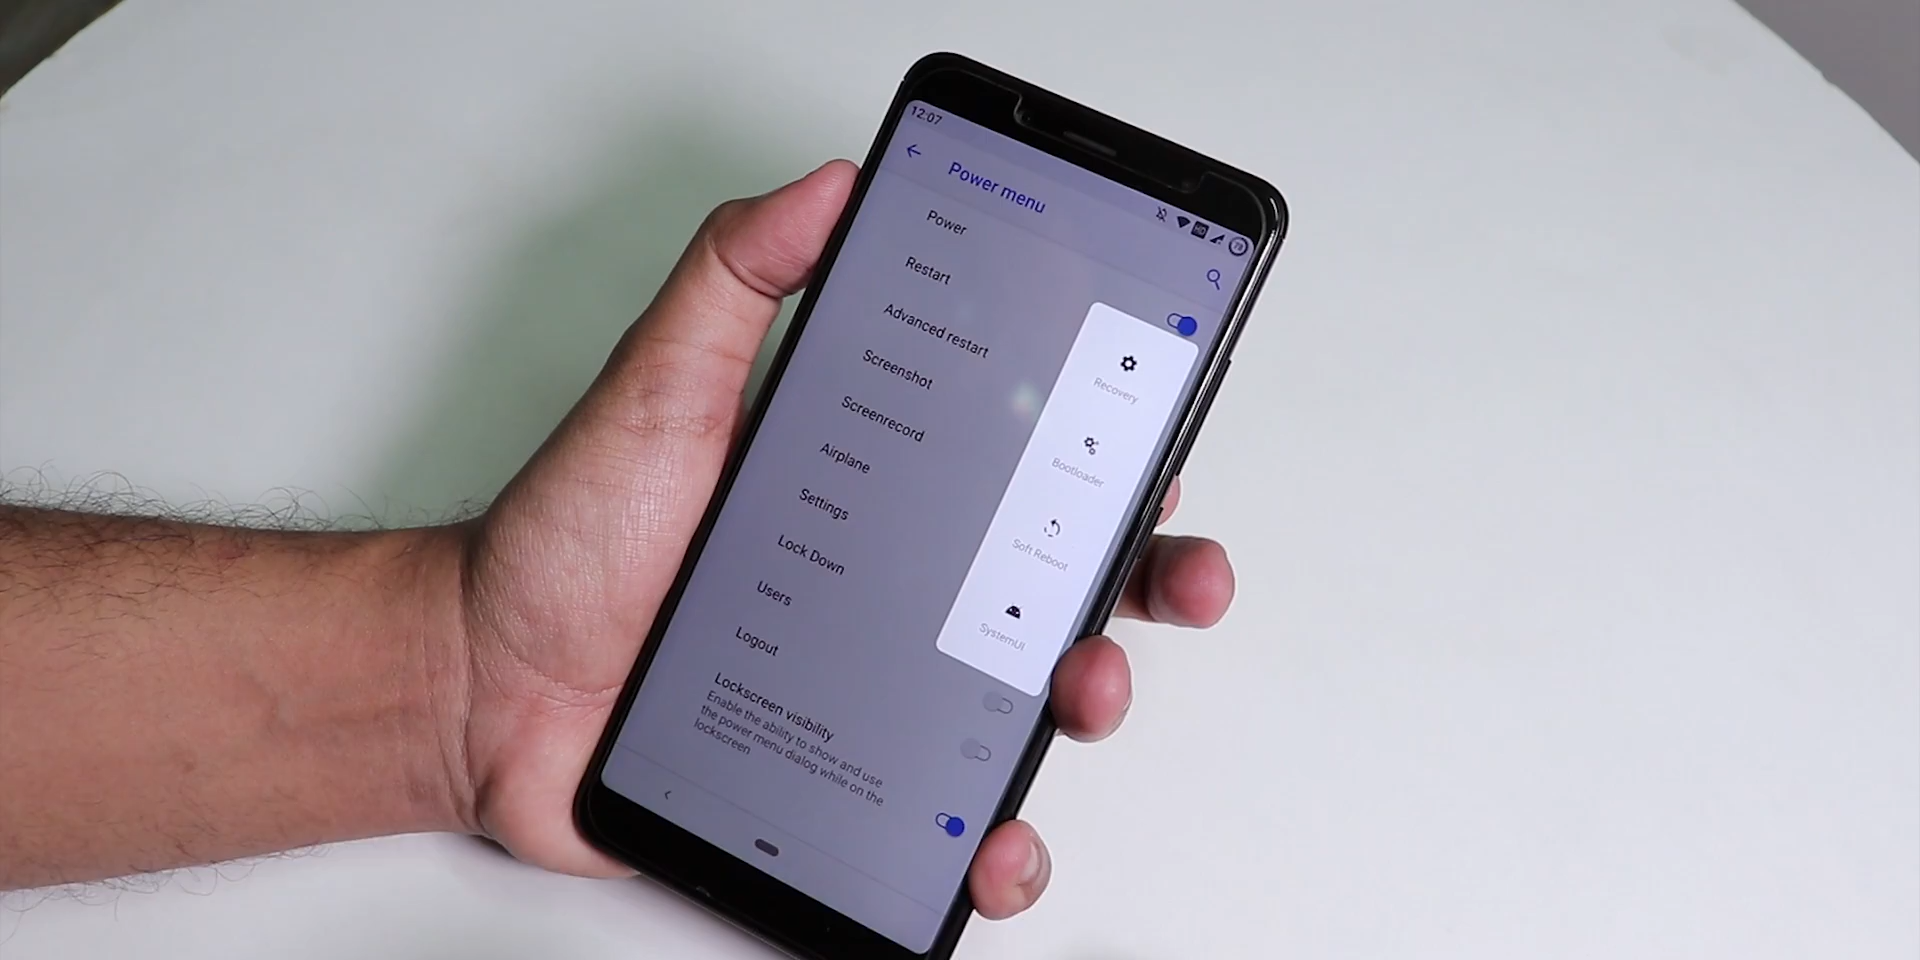 12:07
HD
78
Power menu
Power
Restart
Advanced restart
Screenshot
Screenrecord
Airplane
Settings
Lock Down
Users
Logout
Lockscreen visibility
Enable the ability to show and use
the power menu dialog while on the
lockscreen
Recovery
Bootloader
Soft Reboot
SystemUI